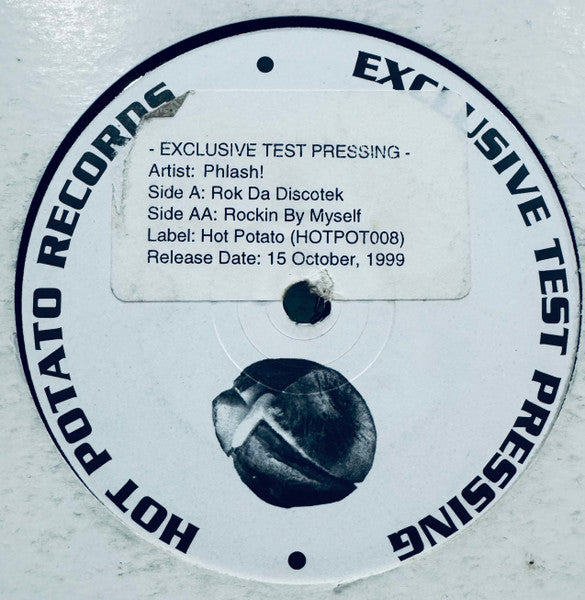 HOT POTATO RECORDS
EXCLUSIVE TEST PRESSING
- EXCLUSIVE TEST PRESSING -
Artist: Phlash!
Side A: Rok Da Discotek
Side AA: Rockin By Myself
Label: Hot Potato (HOTPOT008)
Release Date: 15 October, 1999